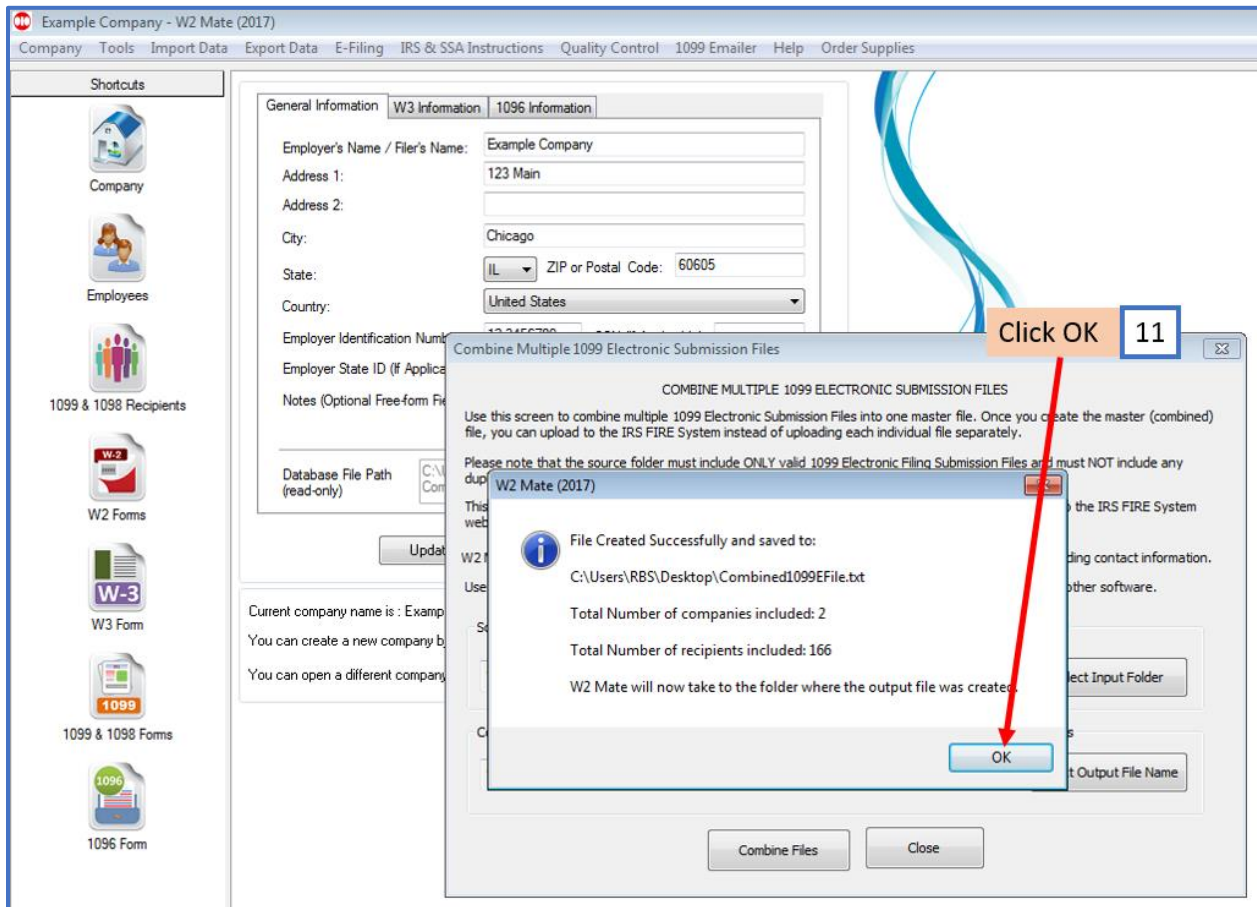 Example Company - W2 Mate (2017)
Company Tools Import Data Export Data E-Filing IRS & SSA Instructions Quality Control 1099 Emailer Help Order Supplies
Shortcuts
Company
Employees
1099 & 1098 Recipients
W-2
W2 Forms
W-3
W3 Form
1099
1099 & 1098 Forms
1096
1096 Form
General Information W3 Information 1096 Information
Employer's Name / Filer's Name: Example Company
Address 1: 123 Main
Address 2:
City: Chicago
State: IL ZIP or Postal Code: 60605
Country: United States
Employer Identification Numb
Employer State ID (If Applica
Notes (Optional Free-form Fie
Database File Path
(read-only)
Updat
Current company name is : Examp
You can create a new company b
You can open a different company
Click OK 11
Combine Multiple 1099 Electronic Submission Files
COMBINE MULTIPLE 1099 ELECTRONIC SUBMISSION FILES
Use this screen to combine multiple 1099 Electronic Submission Files into one master file. Once you create the master (combined)
file, you can upload to the IRS FIRE System instead of uploading each individual file separately.
Please note that the source folder must include ONLY valid 1099 Electronic Filing Submission Files and must NOT include any
dup
This o the IRS FIRE System
web
W2 M ding contact information.
Use other software.
lect Input Folder
t Output File Name
Combine Files Close
W2 Mate (2017)
File Created Successfully and saved to:
C:\Users\RBS\Desktop\Combined1099EFile.txt
Total Number of companies included: 2
Total Number of recipients included: 166
W2 Mate will now take to the folder where the output file was created.
OK